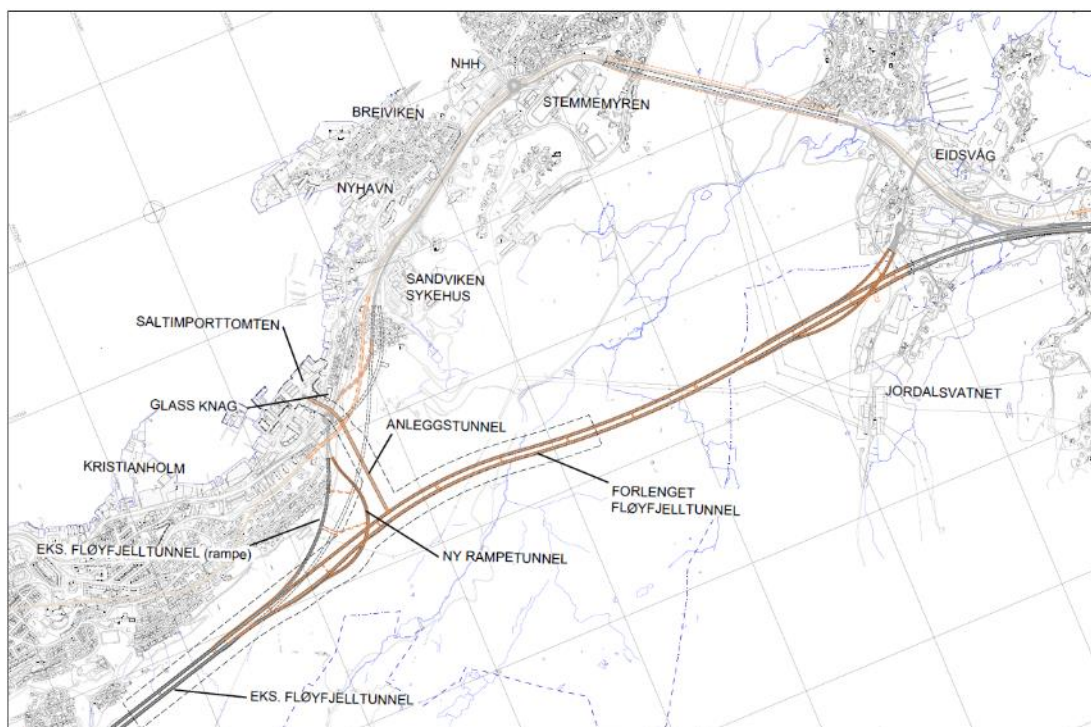 NHH
BREIVIKEN
STEMMEMYREN
EIDSVÅG
NYHAVN
SANDVIKEN
SYKEHUS
SALTIMPORTTOMTEN
GLASS KNAG
JORDALSVATNET
ANLEGGSTUNNEL
KRISTIANHOLM
FORLENGET
FLØYFJELLTUNNEL
EKS. FLØYFJELLTUNNEL (rampe)
NY RAMPETUNNEL
EKS. FLØYFJELLTUNNEL